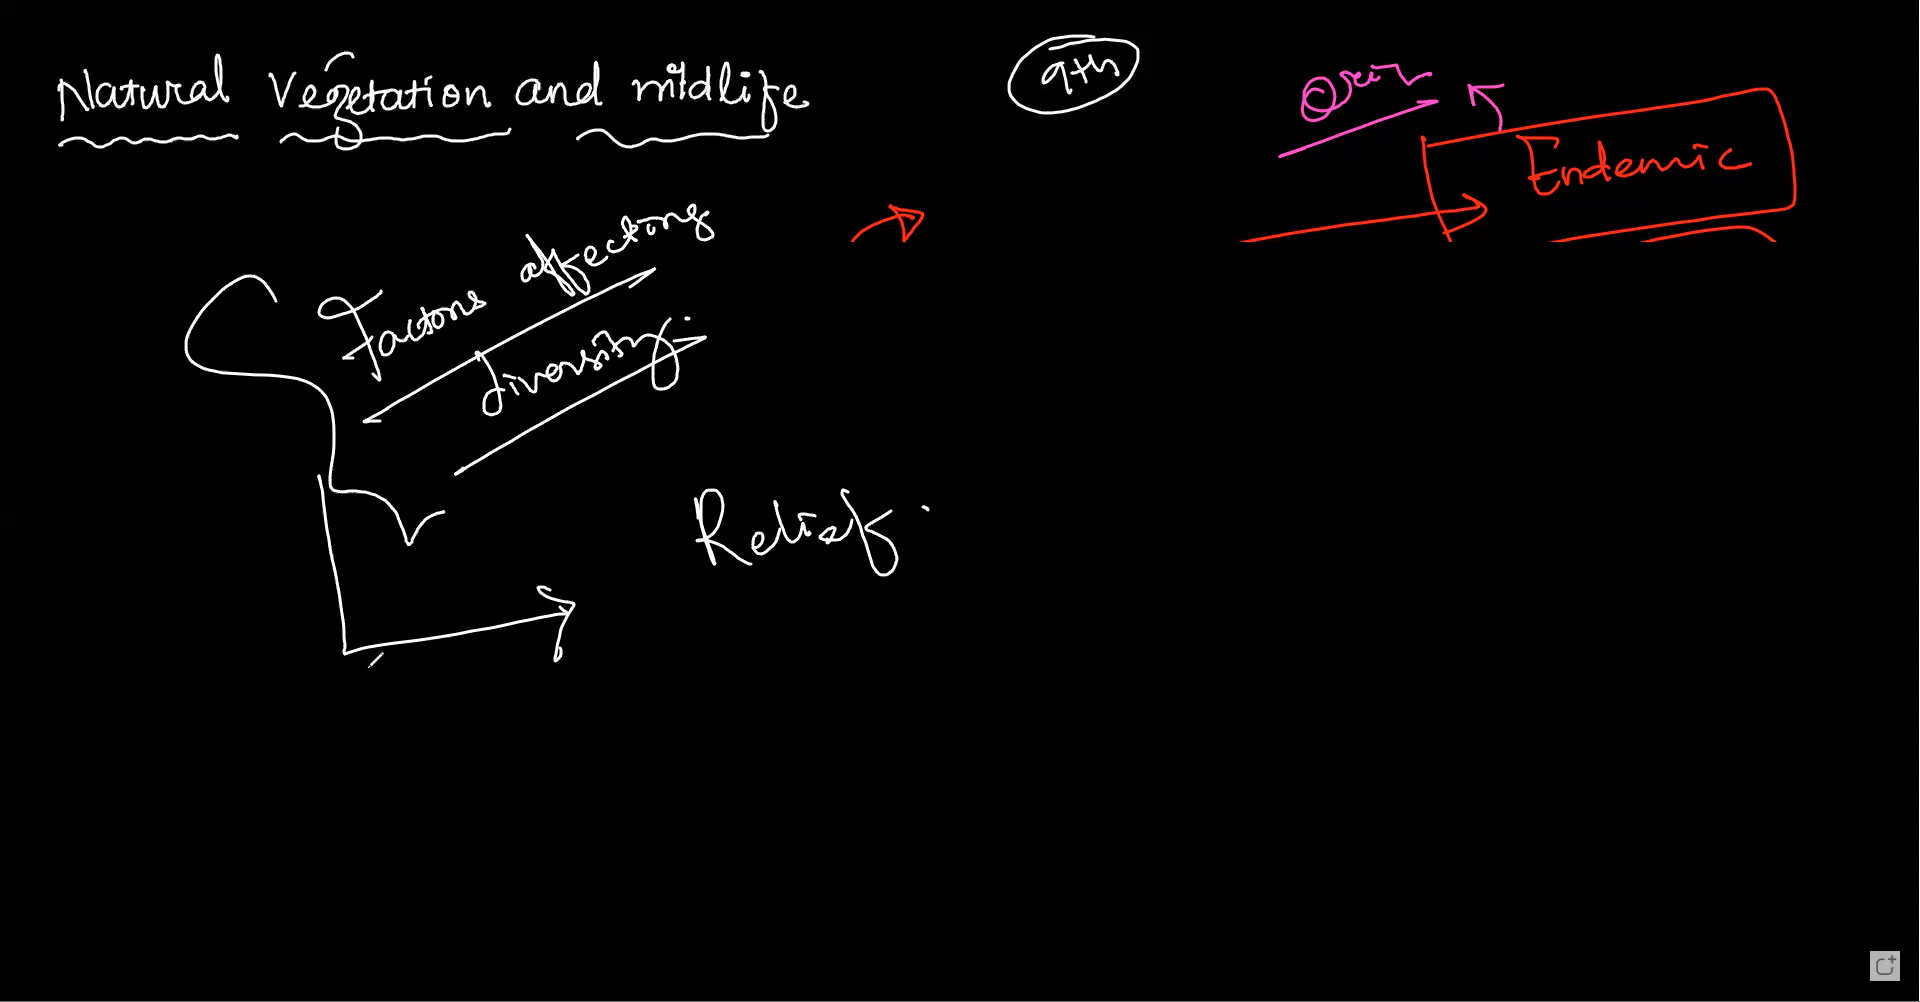 Natural Vegetation and wildlife
9th
Endemic
Factors affecting
diversity
Relief